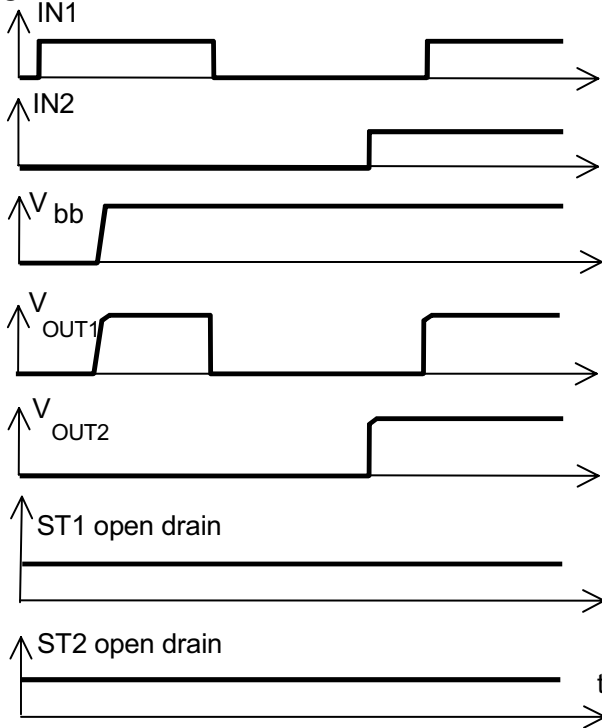 IN1
IN2
V bb
V OUT1
V OUT2
ST1 open drain
ST2 open drain
t